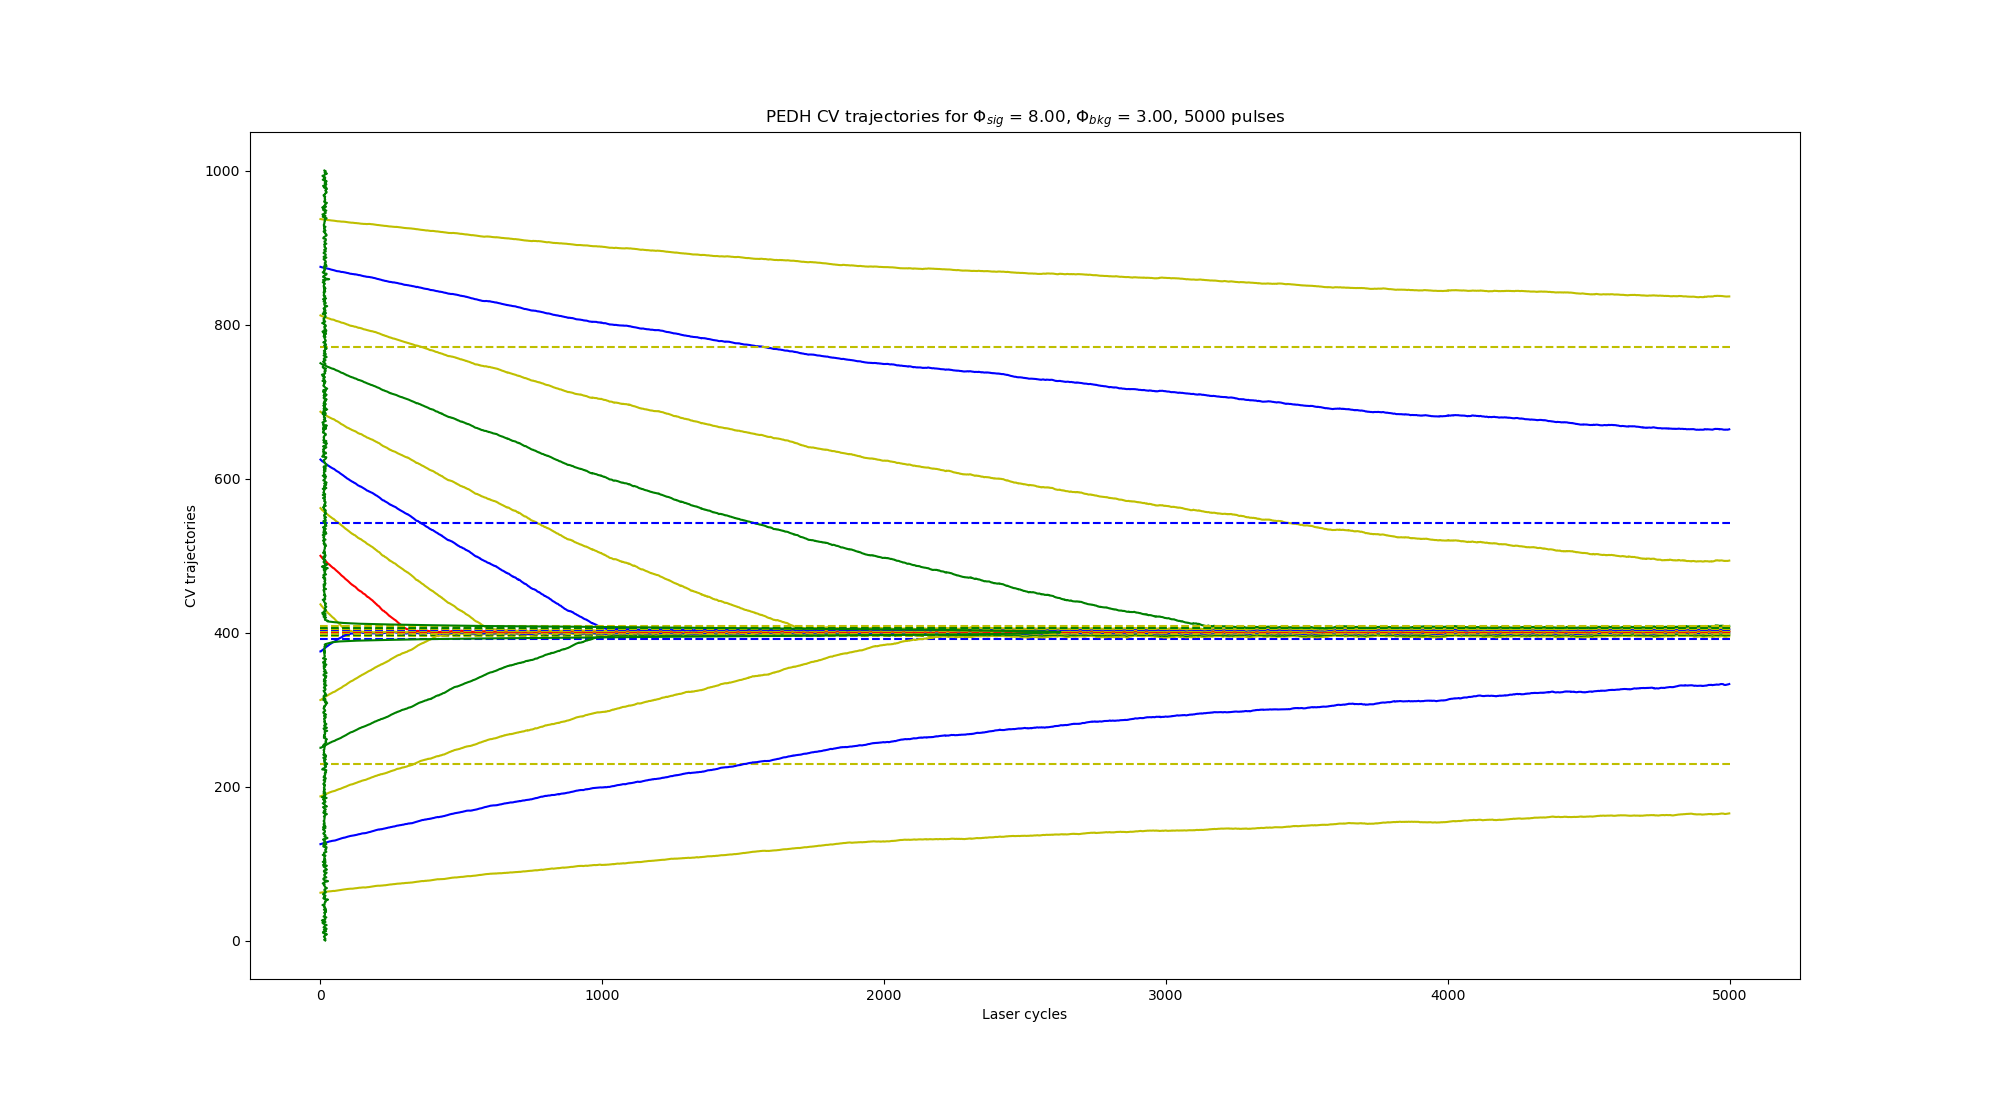 PEDH CV trajectories for Φsig = 8.00, Φbkg = 3.00, 5000 pulses
1000
800
600
400
200
0
CV trajectories
0 1000 2000 3000 4000 5000
Laser cycles